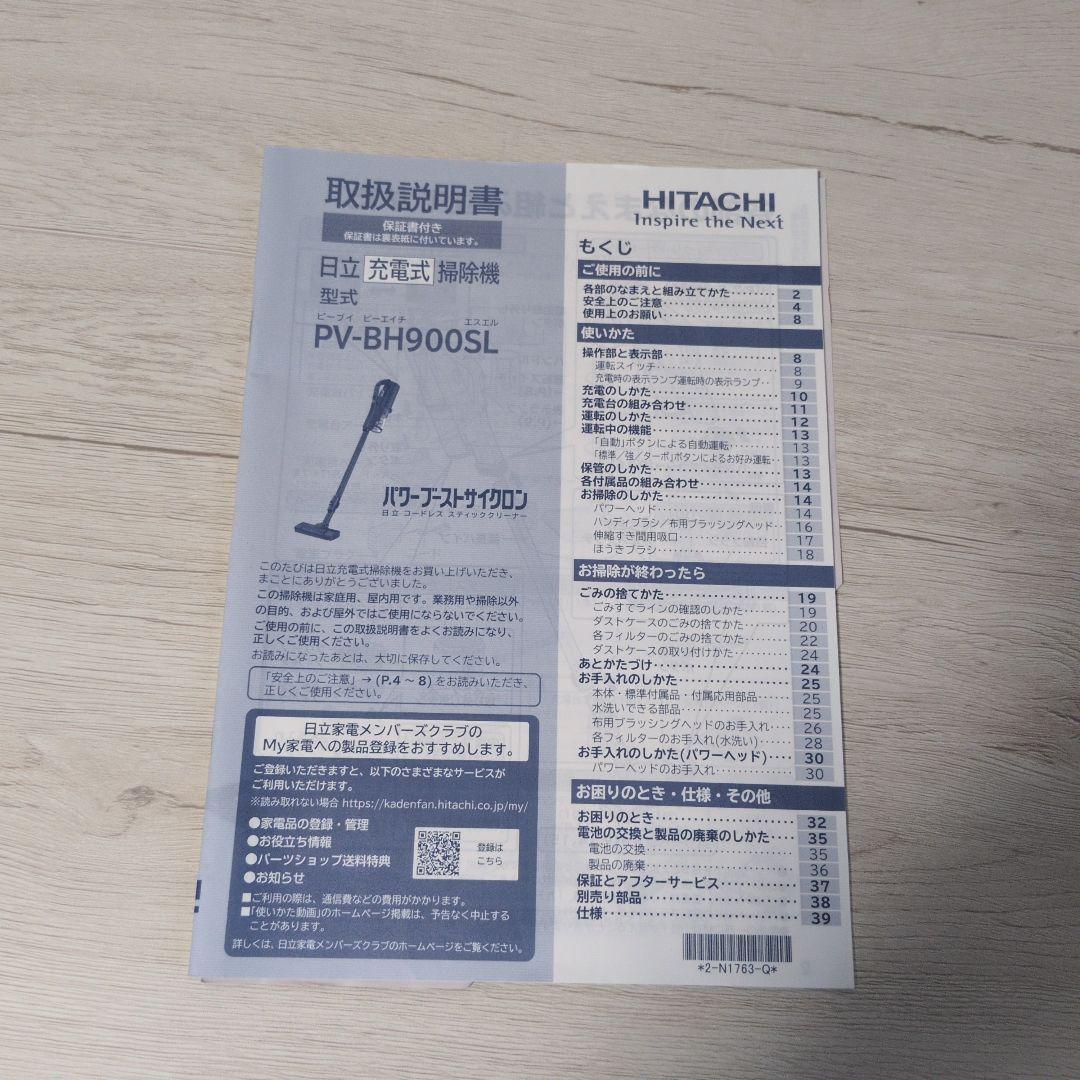 取扱説明書
保証書付き
保証書は裏表紙に付いています。
日立 充電式 掃除機
型式
ピーブイ ビーエイチ エスエル
PV-BH900SL
パワーブーストサイクロン
日立 コードレス スティッククリーナー
このたびは日立充電式掃除機をお買い上げいただき、
まことにありがとうございました。
この掃除機は家庭用、屋内用です。業務用や掃除以外
の目的、および屋外ではご使用にならないでください。
ご使用の前に、この取扱説明書をよくお読みになり、
正しくご使用ください。
お読みになったあとは、大切に保存してください。
「安全上のご注意」→(P.4～8)をお読みいただき、
正しくご使用ください。
日立家電メンバーズクラブの
My家電への製品登録をおすすめします。
ご登録いただきますと、以下のさまざまなサービスが
ご利用いただけます。
※読み取れない場合 https://kadenfan.hitachi.co.jp/my/
●家電品の登録・管理
●お役立ち情報
●パーツショップ送料特典
●お知らせ
登録は
こちら
■ご利用の際は、通信費などの費用がかかります。
■「使いかた動画」のホームページ掲載は、予告なく中止する
ことがあります。
詳しくは、日立家電メンバーズクラブのホームページをご覧ください。
HITACHI
Inspire the Next
もくじ
ご使用の前に
各部のなまえと組み立てかた········ 2
安全上のご注意················ 4
使用上のお願い················ 8
使いかた
操作部と表示部················ 8
運転スイッチ················ 8
充電時の表示ランプ運転時の表示ランプ·· 9
充電のしかた················ 10
充電台の組み合わせ············ 11
運転のしかた················ 12
運転中の機能················ 13
「自動」ボタンによる自動運転········ 13
「標準／強／ターボ」ボタンによるお好み運転·· 13
保管のしかた················ 13
各付属品の組み合わせ············ 14
お掃除のしかた················ 14
パワーヘッド················ 14
ハンディブラシ／布用ブラッシングヘッド·· 16
伸縮すき間用吸口·············· 17
ほうきブラシ················ 18
お掃除が終わったら
ごみの捨てかた················ 19
ごみすてラインの確認のしかた······ 19
ダストケースのごみの捨てかた······ 20
各フィルターのごみの捨てかた······ 22
ダストケースの取り付けかた········ 24
あとかたづけ················ 24
お手入れのしかた·············· 25
本体・標準付属品・付属応用部品······ 25
水洗いできる部品·············· 25
布用ブラッシングヘッドのお手入れ···· 26
各フィルターのお手入れ(水洗い)······ 28
お手入れのしかた(パワーヘッド)···· 30
パワーヘッドのお手入れ·········· 30
お困りのとき・仕様・その他
お困りのとき················ 32
電池の交換と製品の廃棄のしかた···· 35
電池の交換················ 35
製品の廃棄················ 36
保証とアフターサービス·········· 37
別売り部品················ 38
仕様···················· 39
*2-N1763-Q*